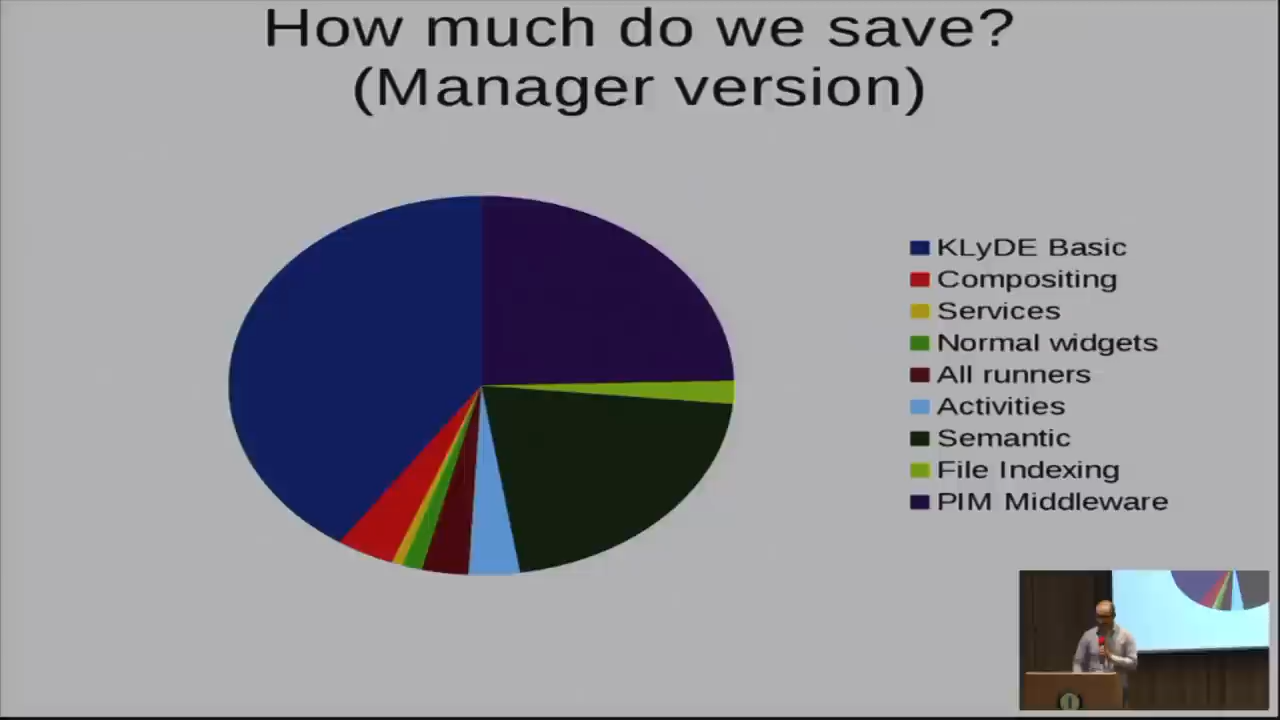 How much do we save?
(Manager version)
KLyDE Basic
Compositing
Services
Normal widgets
All runners
Activities
Semantic
File Indexing
PIM Middleware